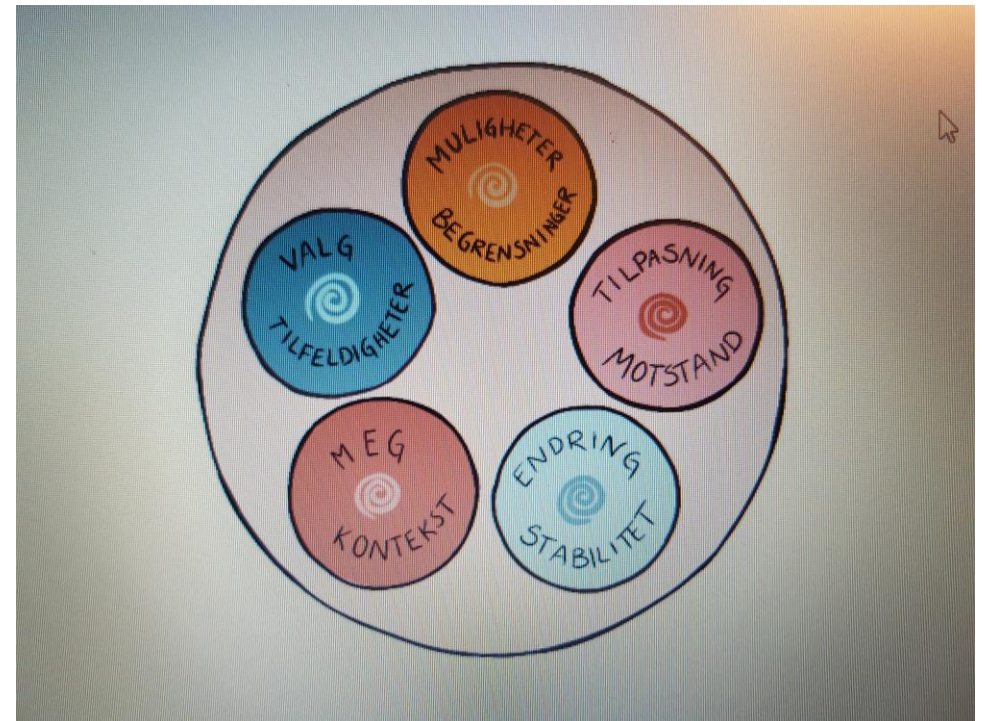 MULIGHETER
BEGRENSNINGER
VALG
TILFELDIGHETER
TILPASNING
MOTSTAND
MEG
KONTEKST
ENDRING
STABILITET